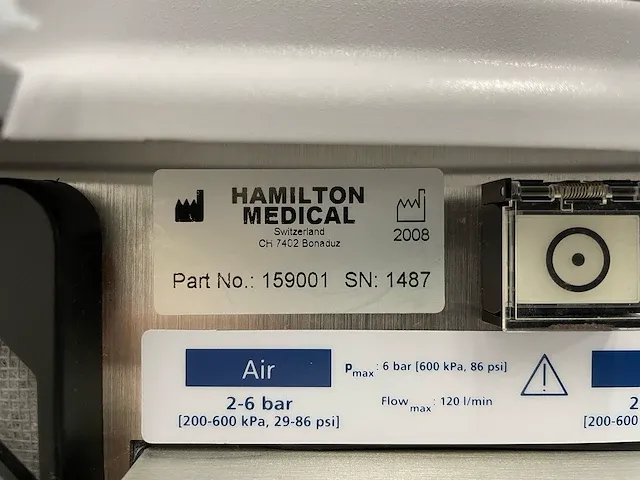 HAMILTON
MEDICAL
Switzerland
CH 7402 Bonaduz
2008
Part No.: 159001 SN: 1487
Air
2-6 bar
[200-600 kPa, 29-86 psi]
pmax: 6 bar [600 kPa, 86 psi]
Flowmax: 120 l/min
2
[200-600